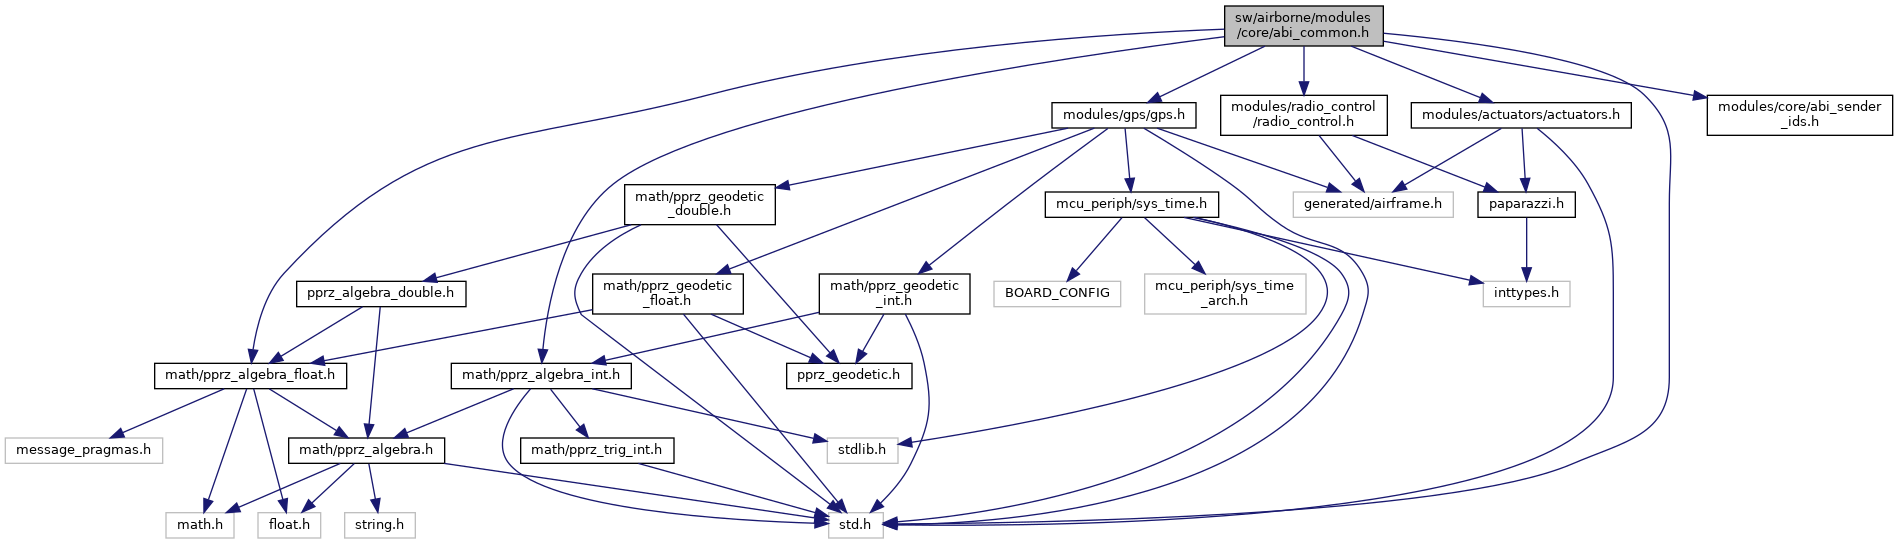 sw/airborne/modules
/core/abi_common.h
modules/gps/gps.h
modules/radio_control
/radio_control.h
modules/actuators/actuators.h
modules/core/abi_sender
_ids.h
math/pprz_geodetic
_double.h
mcu_periph/sys_time.h
generated/airframe.h
paparazzi.h
pprz_algebra_double.h
math/pprz_geodetic
_float.h
math/pprz_geodetic
_int.h
BOARD_CONFIG
mcu_periph/sys_time
_arch.h
inttypes.h
math/pprz_algebra_float.h
math/pprz_algebra_int.h
pprz_geodetic.h
message_pragmas.h
math/pprz_algebra.h
math/pprz_trig_int.h
stdlib.h
math.h
float.h
string.h
std.h